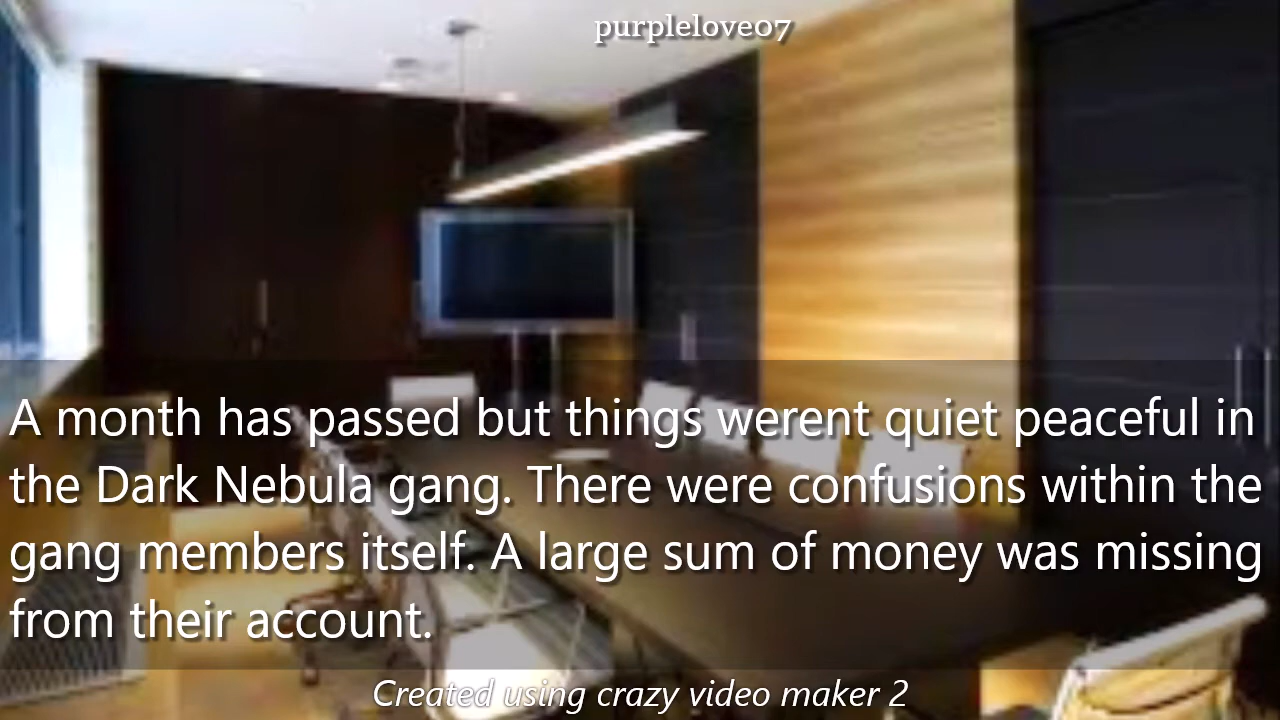 purplelove07
A month has passed but things werent quiet peaceful in
the Dark Nebula gang. There were confusions within the
gang members itself. A large sum of money was missing
from their account.
Created using crazy video maker 2